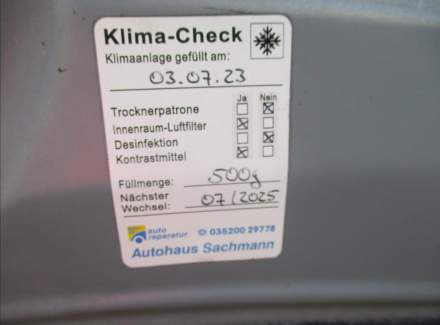 Klima-Check
Klimaanlage gefüllt am:
03.07.23
Ja Nein
Trocknerpatrone
Innenraum-Luftfilter
Desinfektion
Kontrastmittel
Füllmenge: 500g
Nächster
Wechsel: 07/2025
auto
reparatur
035200 29778
Autohaus Sachmann